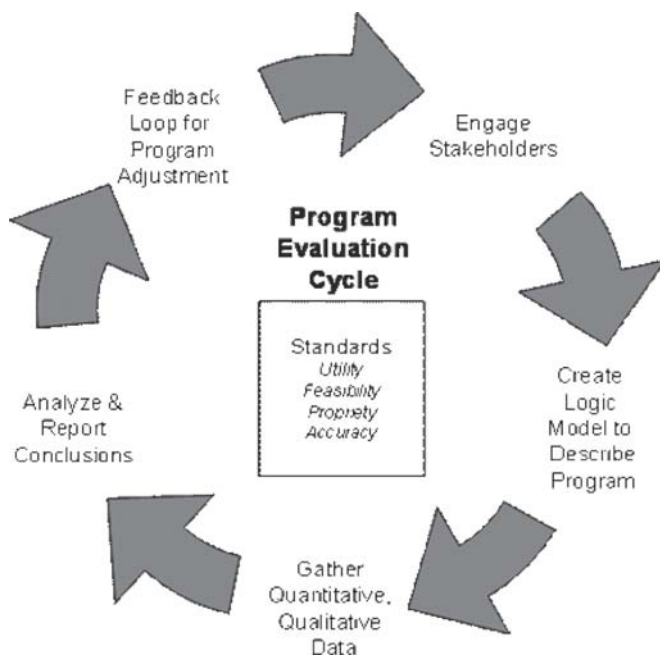 Feedback
Loop for
Program
Adjustment
Engage
Stakeholders
Program
Evaluation
Cycle
Standards
Utility
Feasibility
Propriety
Accuracy
Create
Logic
Model to
Describe
Program
Analyze &
Report
Conclusions
Gather
Quantitative,
Qualitative
Data